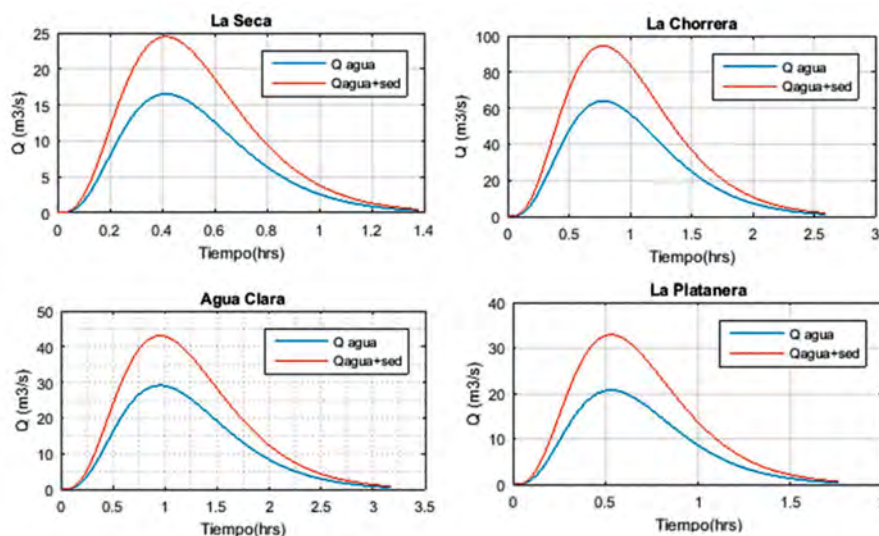 La Seca
25
20
15
10
5
0
Q (m3/s)
0 0.2 0.4 0.6 0.8 1 1.2 1.4
Tiempo(hrs)
Q agua
Qagua+sed
La Chorrera
100
80
60
40
20
0
Q (m3/s)
0 0.5 1 1.5 2 2.5 3
Tiempo(hrs)
Q agua
Qagua+sed
Agua Clara
50
40
30
20
10
0
Q (m3/s)
0 0.5 1 1.5 2 2.5 3 3.5
Tiempo(hrs)
Q agua
Qagua+sed
La Platanera
40
30
20
10
0
Q (m3/s)
0 0.5 1 1.5 2
Tiempo(hrs)
Q agua
Qagua+sed